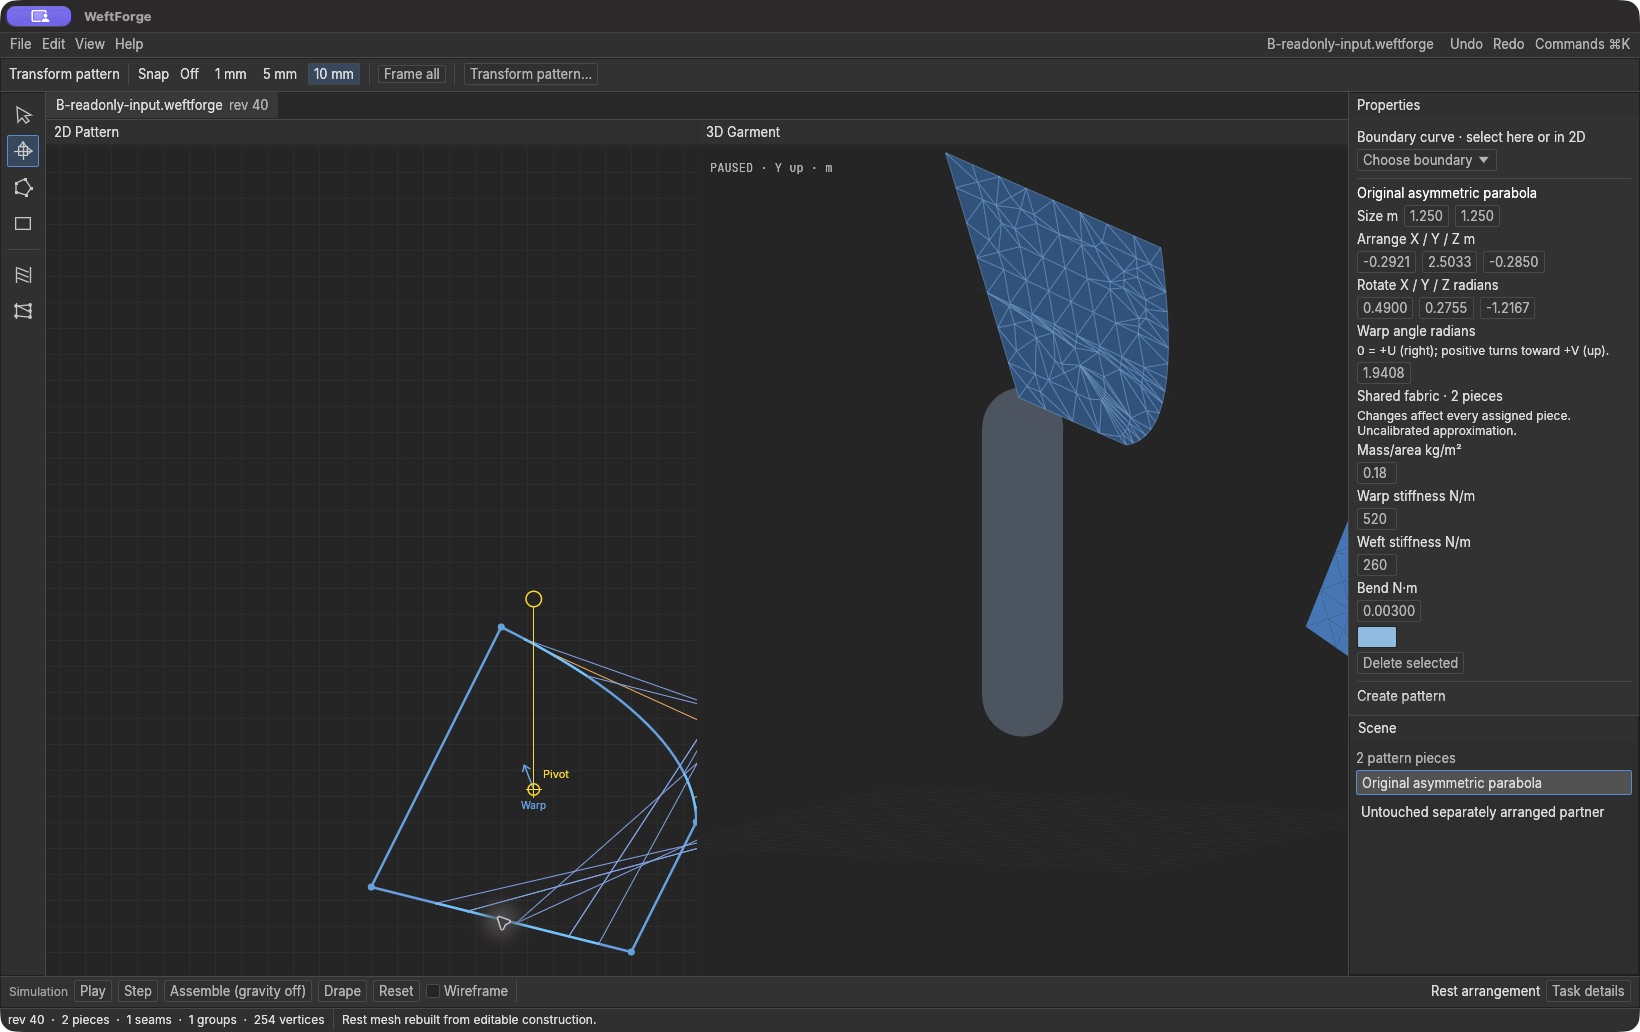 WeftForge
File Edit View Help
B-readonly-input.weftforge Undo Redo Commands ⌘K
Transform pattern Snap Off 1 mm 5 mm 10 mm Frame all Transform pattern...
B-readonly-input.weftforge rev 40
2D Pattern
3D Garment
PAUSED · Y up · m
Pivot
Warp
Properties
Boundary curve · select here or in 2D
Choose boundary
Original asymmetric parabola
Size m 1.250 1.250
Arrange X / Y / Z m
-0.2921 2.5033 -0.2850
Rotate X / Y / Z radians
0.4900 0.2755 -1.2167
Warp angle radians
0 = +U (right); positive turns toward +V (up).
1.9408
Shared fabric · 2 pieces
Changes affect every assigned piece.
Uncalibrated approximation.
Mass/area kg/m²
0.18
Warp stiffness N/m
520
Weft stiffness N/m
260
Bend N·m
0.00300
Delete selected
Create pattern
Scene
2 pattern pieces
Original asymmetric parabola
Untouched separately arranged partner
Simulation Play Step Assemble (gravity off) Drape Reset Wireframe
Rest arrangement Task details
rev 40 · 2 pieces · 1 seams · 1 groups · 254 vertices Rest mesh rebuilt from editable construction.